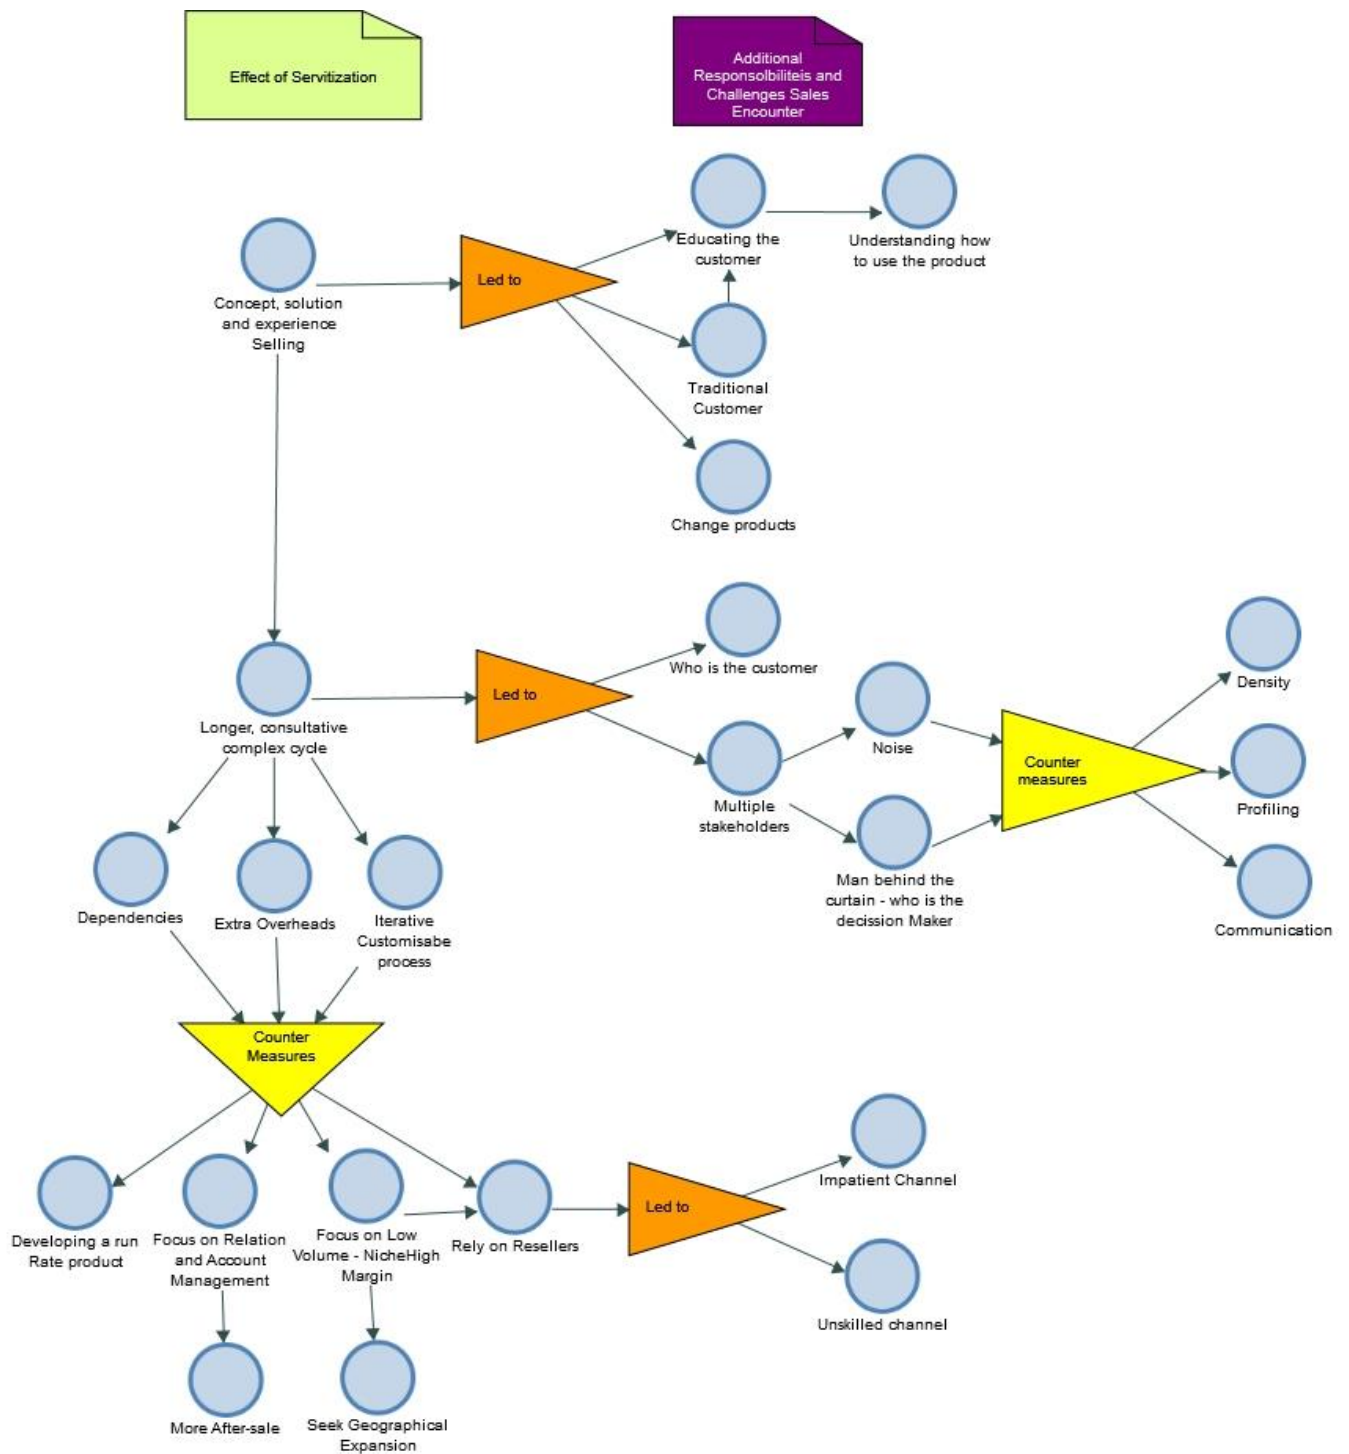 Effect of Servitization
Additional
Responsolbiliteis and
Challenges Sales
Encounter
Educating the
customer
Understanding how
to use the product
Led to
Concept, solution
and experience
Selling
Traditional
Customer
Change products
Who is the customer
Led to
Longer, consultative
complex cycle
Density
Noise
Counter
measures
Multiple
stakeholders
Profiling
Man behind the
curtain - who is the
decission Maker
Communication
Dependencies
Extra Overheads
Iterative
Customisabe
process
Counter
Measures
Impatient Channel
Led to
Developing a run
Rate product
Focus on Relation
and Account
Management
Focus on Low
Volume - NicheHigh
Margin
Rely on Resellers
Unskilled channel
More After-sale
Seek Geographical
Expansion